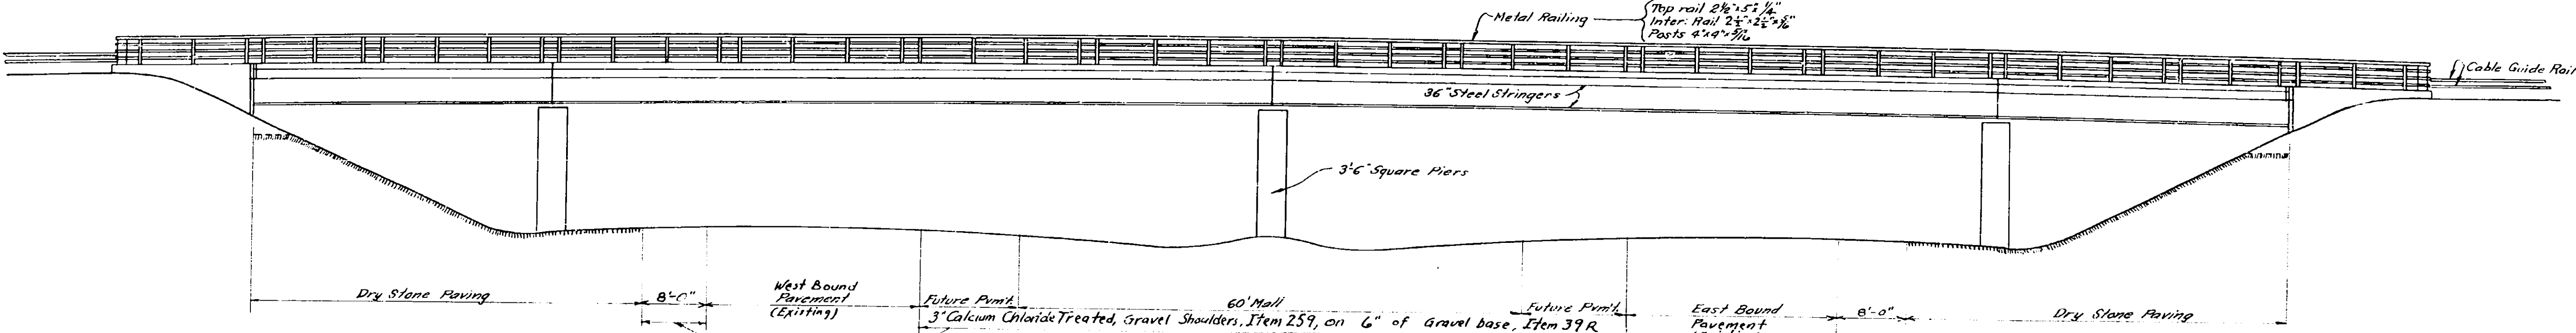 Metal Railing
Top rail 2½"x5"x¼"
Inter: Rail 2½"x2½"x5/16"
Posts 4"x4"x5/16"
Cable Guide Rail
36" Steel Stringers
3'-6" Square Piers
Dry Stone Paving
8'-0"
West Bound
Pavement
(Existing)
Future Pvm't.
60' Mall
Future Pvm't.
East Bound
Pavement
8'-0"
Dry Stone Paving
3" Calcium Chloride Treated, Gravel Shoulders, Item 259, on 6" of Gravel base, Item 39R